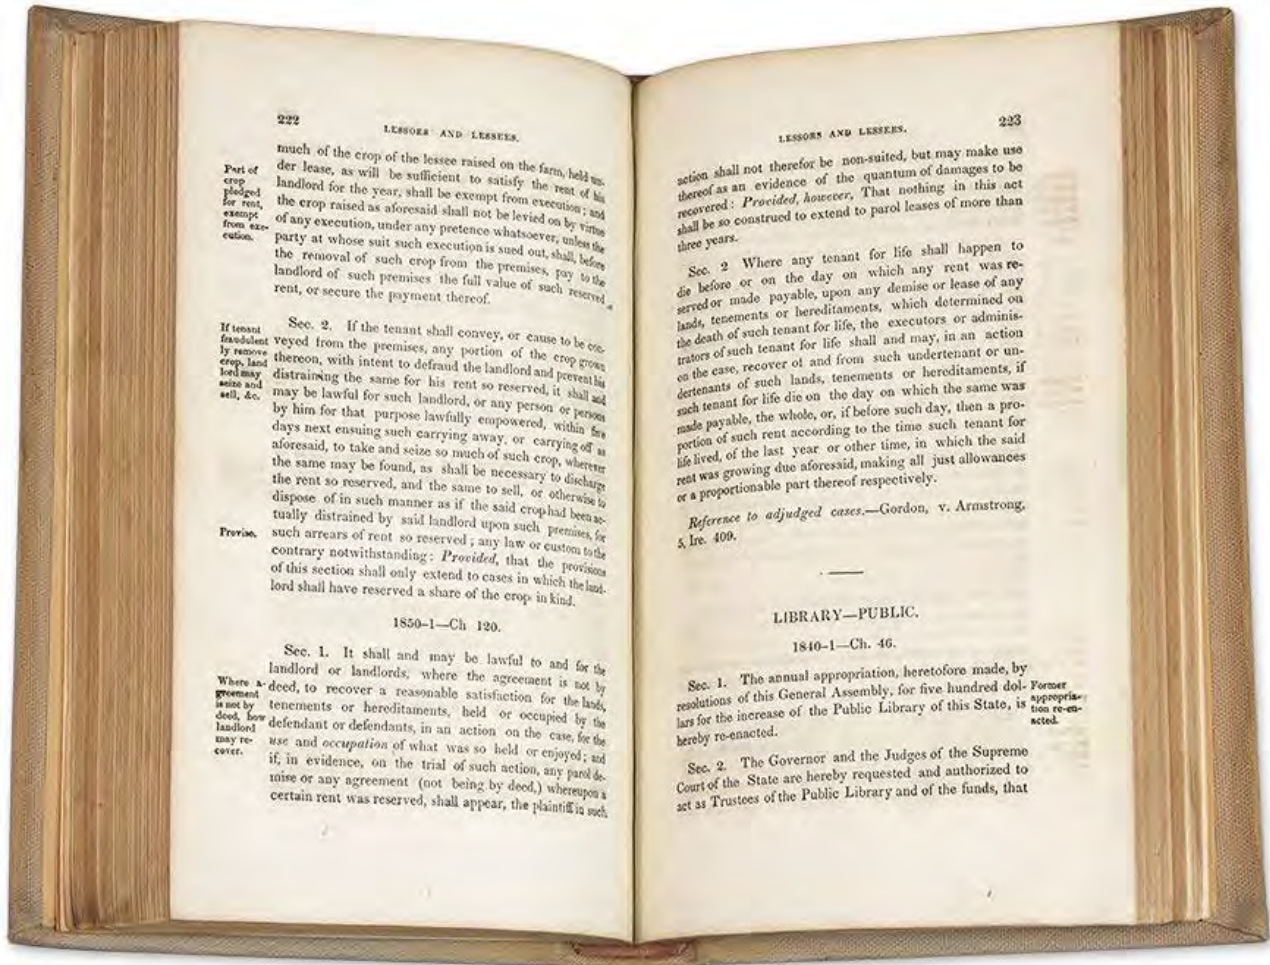 222
LESSORS AND LESSEES.
much of the crop of the lessee raised on the farm, held un-
der lease, as will be sufficient to satisfy the rent of his
landlord for the year, shall be exempt from execution; and
the crop raised as aforesaid shall not be levied on by virtue
of any execution, under any pretence whatsoever, unless the
party at whose suit such execution is sued out, shall, before
the removal of such crop from the premises, pay to the
landlord of such premises the full value of such reserved
rent, or secure the payment thereof.
Part of
crop
pledged
for rent,
exempt
from exe-
cution.
Sec. 2. If the tenant shall convey, or cause to be con-
veyed from the premises, any portion of the crop grown
thereon, with intent to defraud the landlord and prevent his
distraining the same for his rent so reserved, it shall and
may be lawful for such landlord, or any person or persons
by him for that purpose lawfully empowered, within five
days next ensuing such carrying away, or carrying off as
aforesaid, to take and seize so much of such crop, wherever
the same may be found, as shall be necessary to discharge
the rent so reserved, and the same to sell, or otherwise to
dispose of in such manner as if the said crop had been ac-
tually distrained by said landlord upon such premises, for
such arrears of rent so reserved; any law or custom to the
contrary notwithstanding: Provided, that the provisions
of this section shall only extend to cases in which the land-
lord shall have reserved a share of the crop in kind.
If tenant
fraudulent
ly remove
crop, land
lord may
seize and
sell, &c.
Proviso.
1850-1—Ch 120.
Sec. 1. It shall and may be lawful to and for the
landlord or landlords, where the agreement is not by
deed, to recover a reasonable satisfaction for the lands,
tenements or hereditaments, held or occupied by the
defendant or defendants, in an action on the case, for the
use and occupation of what was so held or enjoyed; and
if, in evidence, on the trial of such action, any parol de-
mise or any agreement (not being by deed,) whereupon a
certain rent was reserved, shall appear, the plaintiff in such
Where a-
greement
is not by
deed, how
landlord
may re-
cover.
LESSORS AND LESSEES.
223
action shall not therefor be non-suited, but may make use
thereof as an evidence of the quantum of damages to be
recovered: Provided, however, That nothing in this act
shall be so construed to extend to parol leases of more than
three years.
Sec. 2 Where any tenant for life shall happen to
die before or on the day on which any rent was re-
served or made payable, upon any demise or lease of any
lands, tenements or hereditaments, which determined on
the death of such tenant for life, the executors or adminis-
trators of such tenant for life shall and may, in an action
on the case, recover of and from such undertenant or un-
dertenants of such lands, tenements or hereditaments, if
such tenant for life die on the day on which the same was
made payable, the whole, or, if before such day, then a pro-
portion of such rent according to the time such tenant for
life lived, of the last year or other time, in which the said
rent was growing due aforesaid, making all just allowances
or a proportionable part thereof respectively.
Reference to adjudged cases.—Gordon, v. Armstrong,
5, Ire. 409.
LIBRARY—PUBLIC.
1840-1—Ch. 46.
Sec. 1. The annual appropriation, heretofore made, by
resolutions of this General Assembly, for five hundred dol-
lars for the increase of the Public Library of this State, is
hereby re-enacted.
Former
appropria-
tion re-en-
acted.
Sec. 2. The Governor and the Judges of the Supreme
Court of the State are hereby requested and authorized to
act as Trustees of the Public Library and of the funds, that